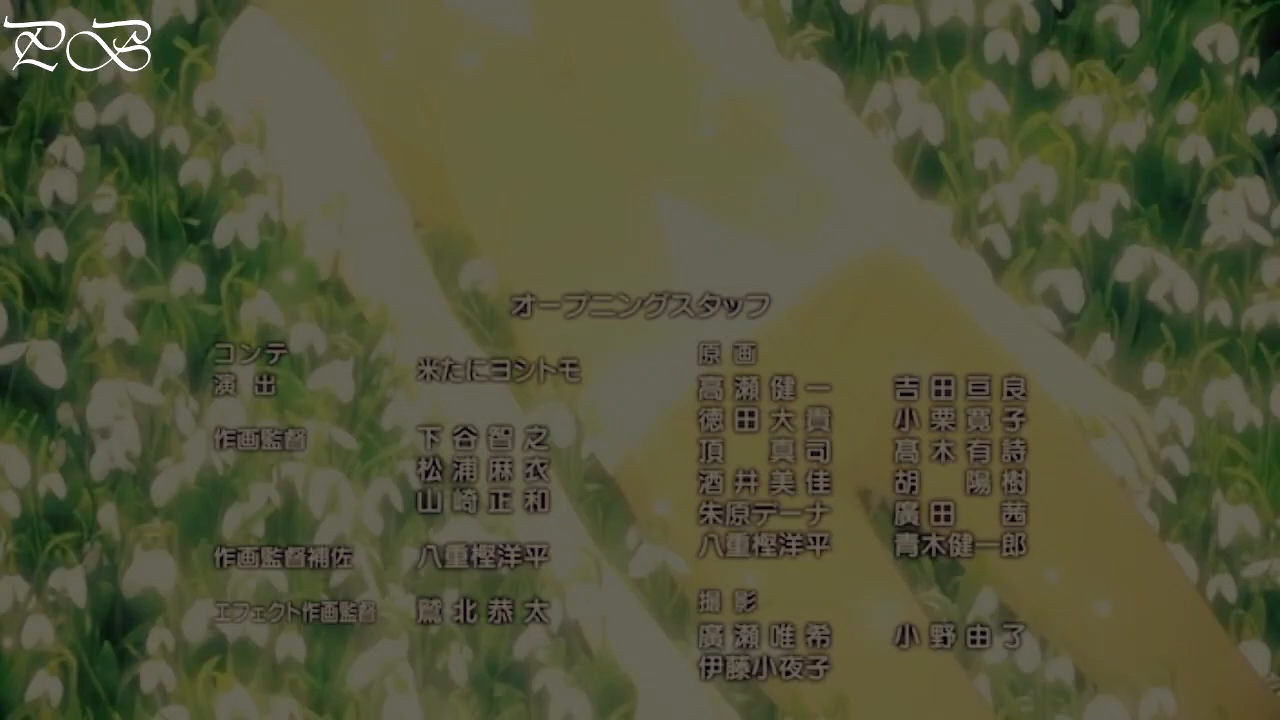 PB
オープニングスタッフ
コンテ
演出
米たにヨシトモ
作画監督
下谷智之
松浦麻衣
山崎正和
作画監督補佐
八重樫洋平
エフェクト作画監督
鷲北恭太
原画
高瀬健一
徳田大貴
頂 真司
酒井美佳
朱原デーナ
八重樫洋平
吉田亘良
小栗寛子
髙木有詩
胡 陽樹
廣田 茜
青木健一郎
撮影
廣瀬唯希
伊藤小夜子
小野由了